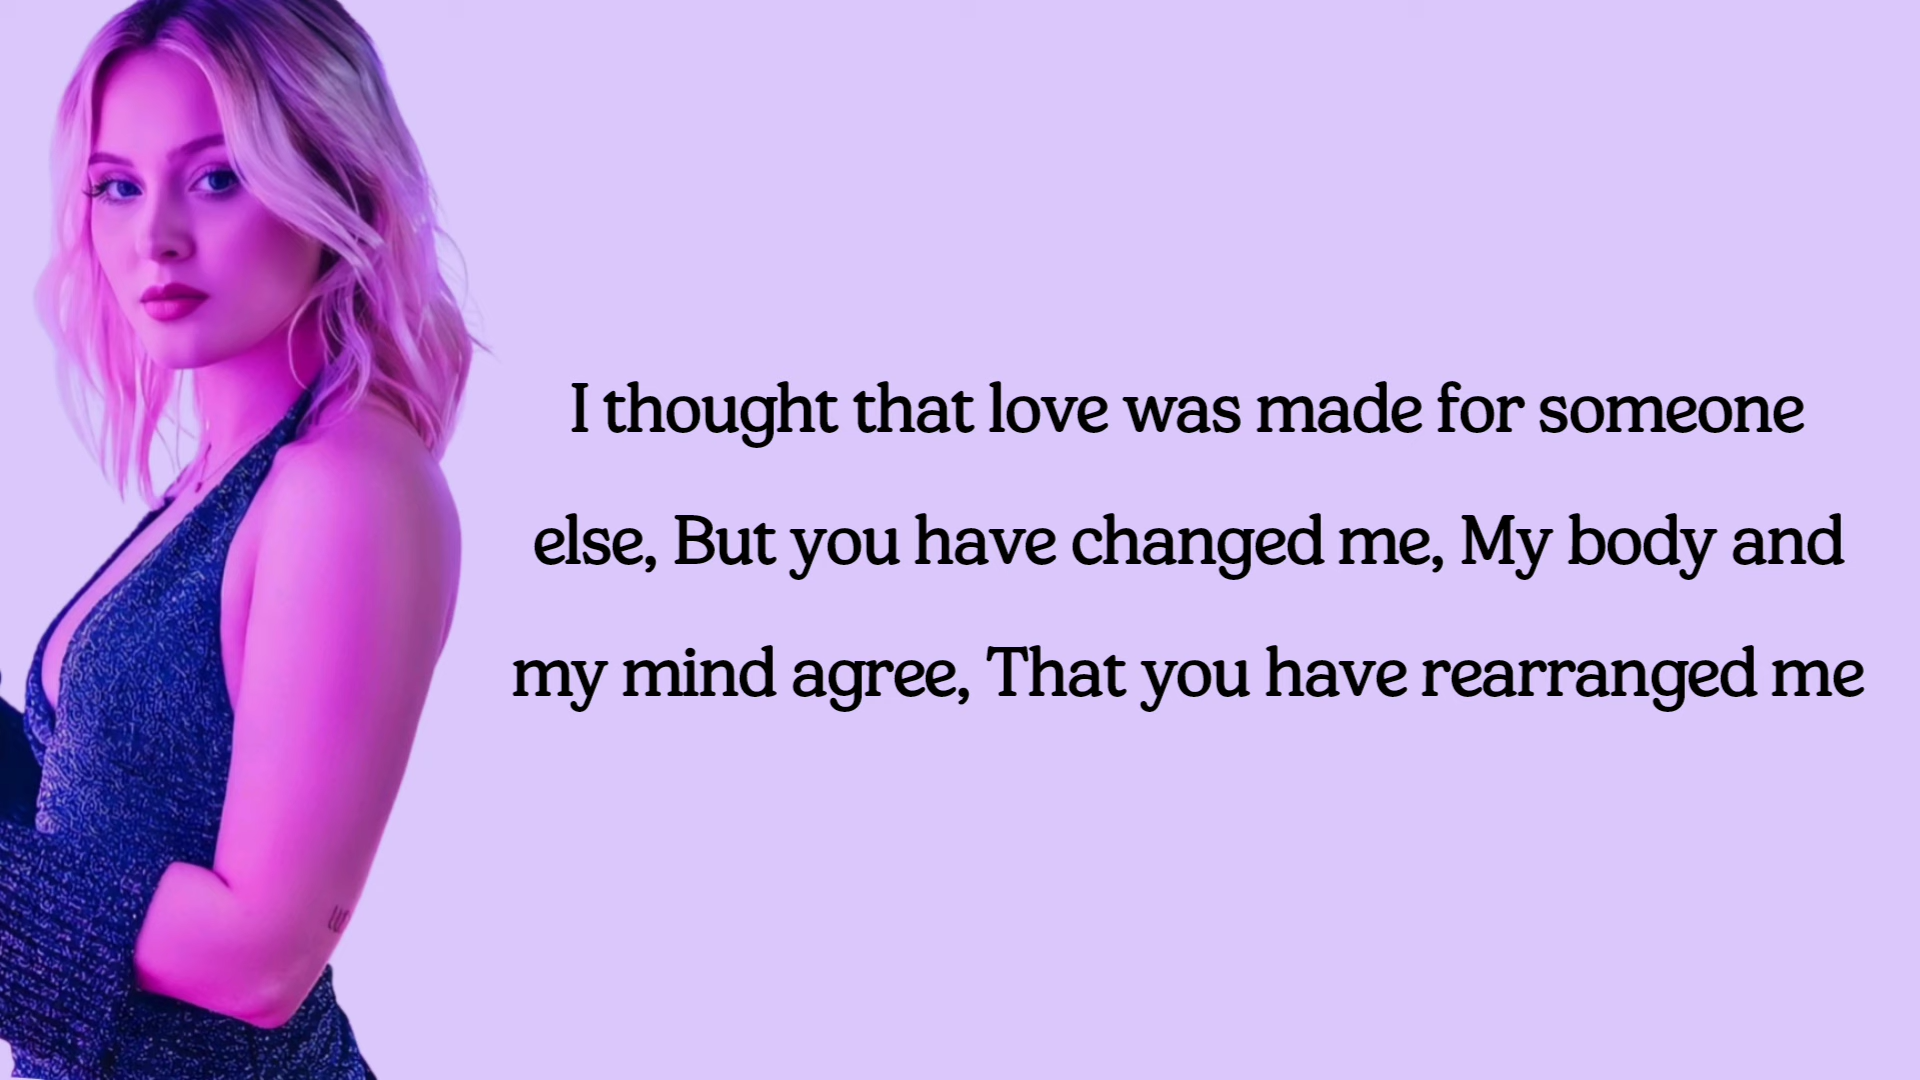 I thought that love was made for someone
else, But you have changed me, My body and
my mind agree, That you have rearranged me